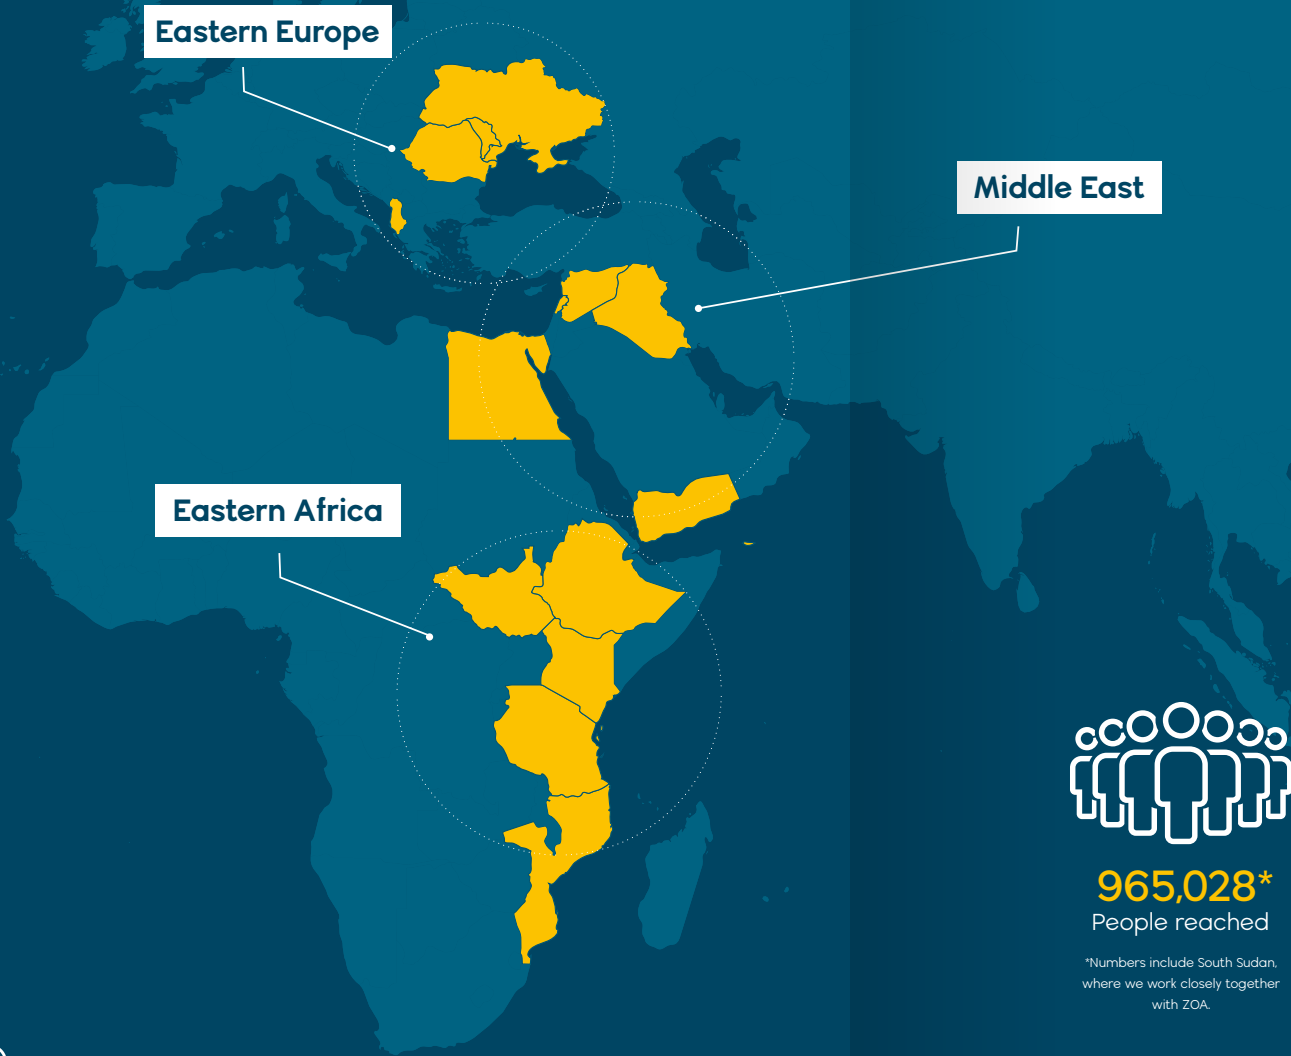 Eastern Europe
Middle East
Eastern Africa
965,028*
People reached
*Numbers include South Sudan,
where we work closely together
with ZOA.